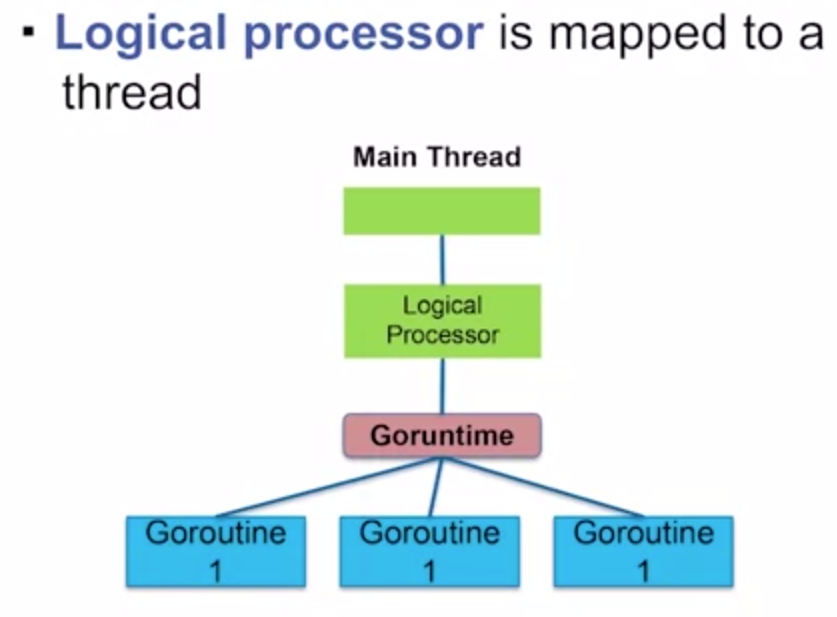 ▪ Logical processor is mapped to a
thread
Main Thread
Logical
Processor
Goruntime
Goroutine
1
Goroutine
1
Goroutine
1